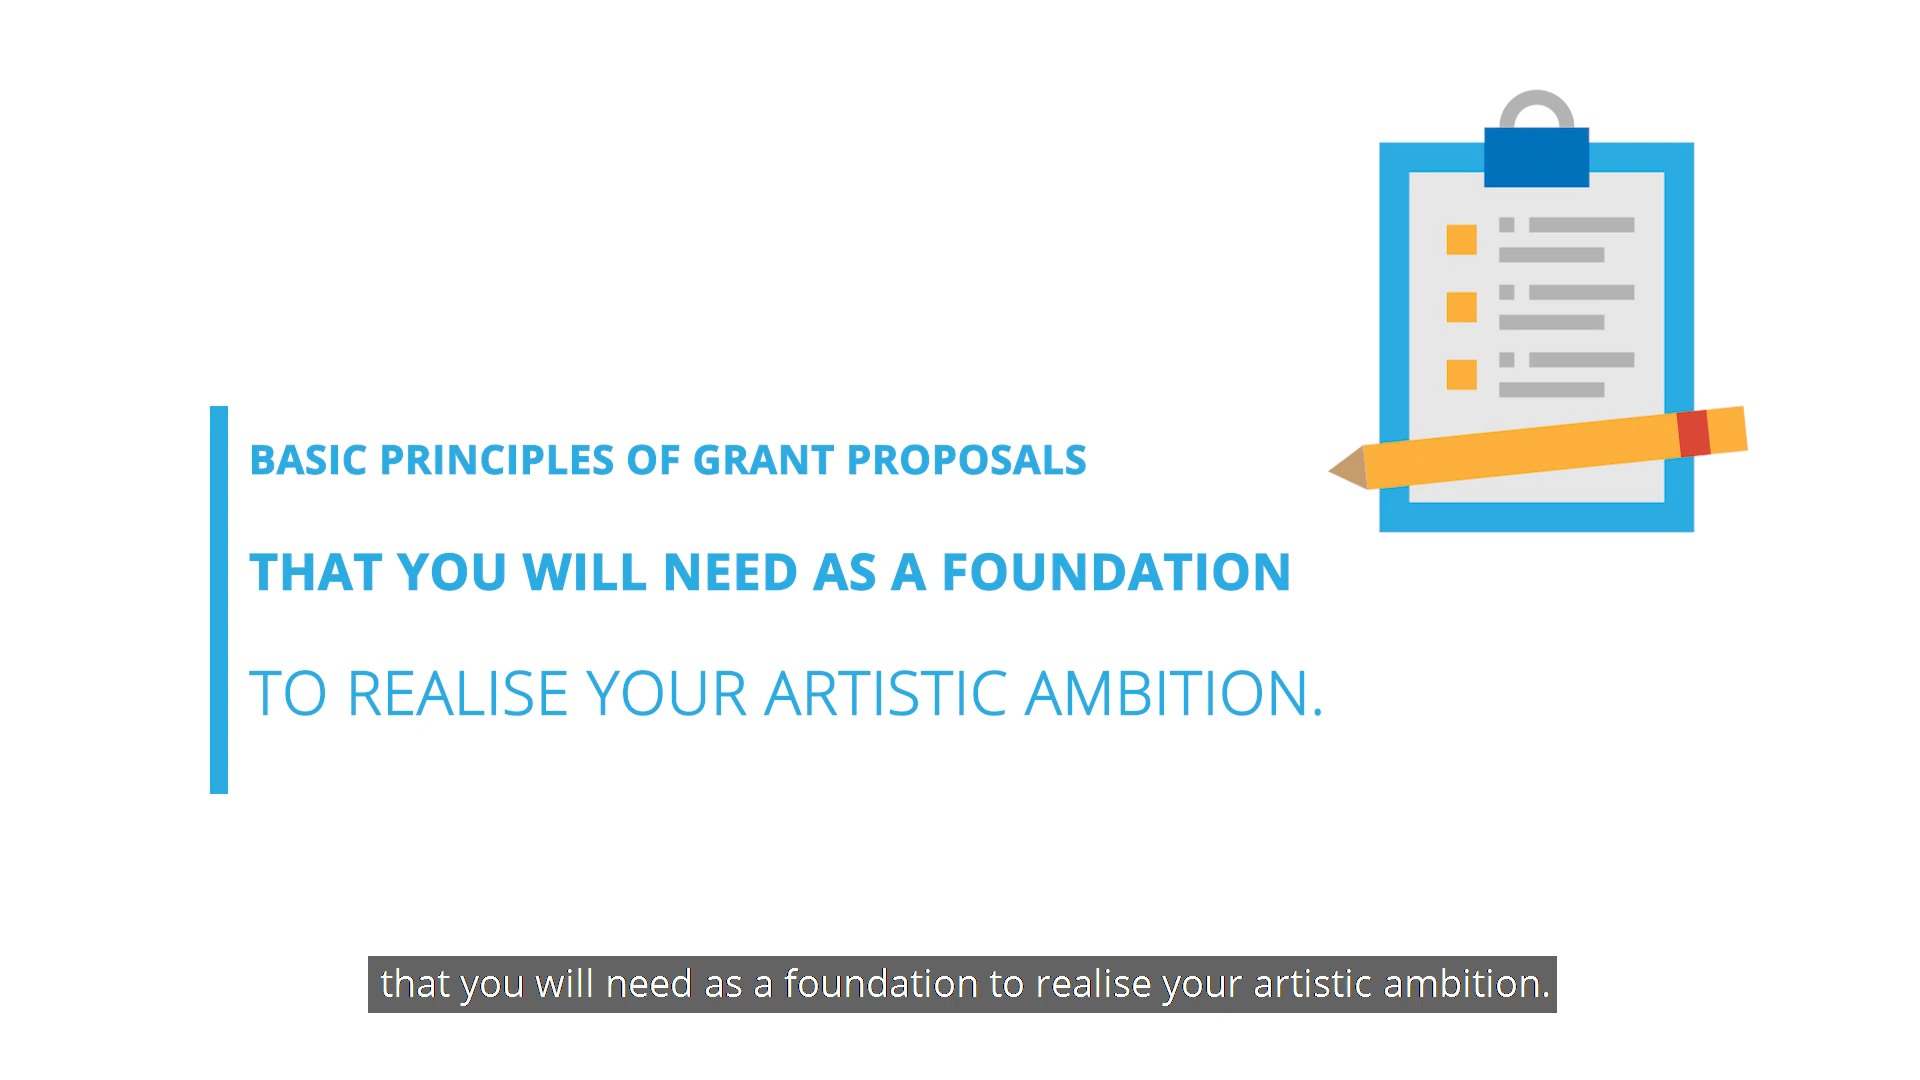 BASIC PRINCIPLES OF GRANT PROPOSALS
THAT YOU WILL NEED AS A FOUNDATION
TO REALISE YOUR ARTISTIC AMBITION.
that you will need as a foundation to realise your artistic ambition.